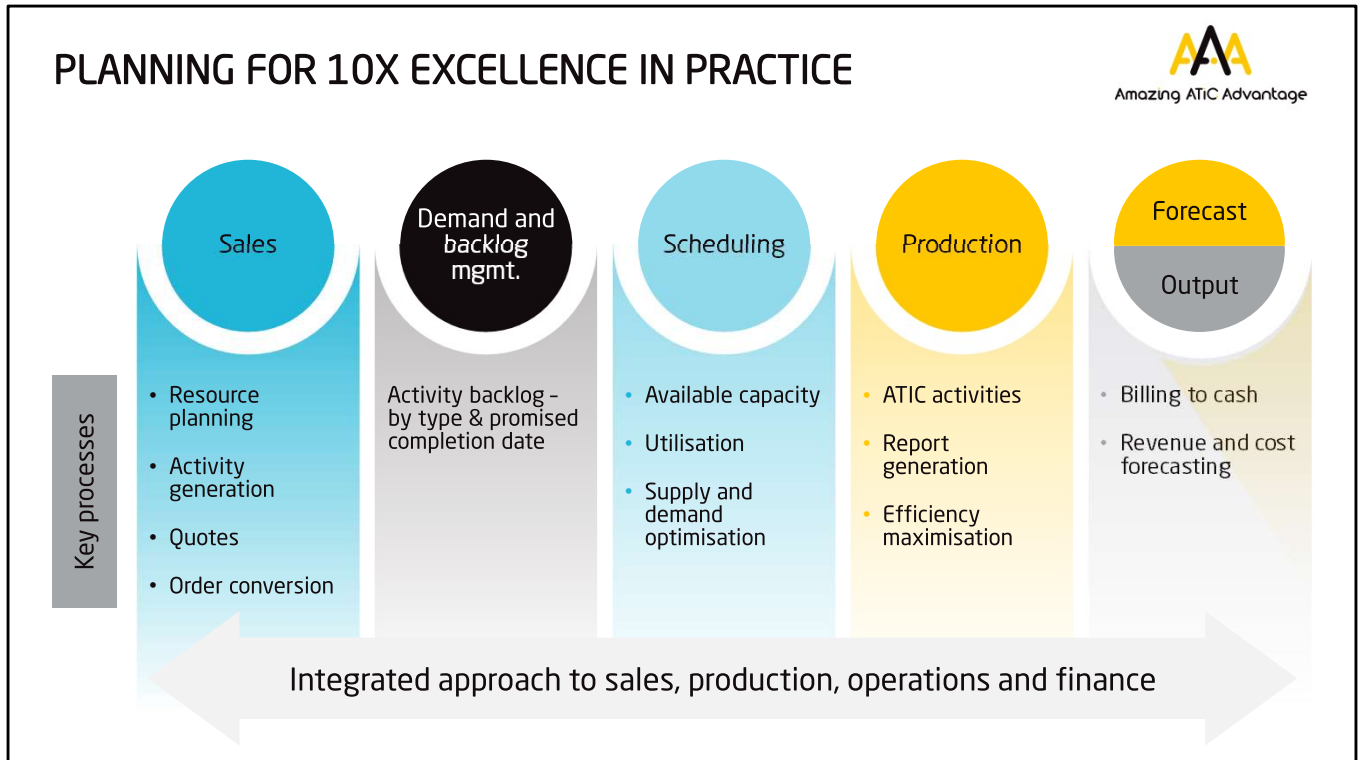 PLANNING FOR 10X EXCELLENCE IN PRACTICE
AAA
Amazing ATiC Advantage
Sales
Demand and
backlog
mgmt.
Scheduling
Production
Forecast
Output
Key processes
• Resource
planning
• Activity
generation
• Quotes
• Order conversion
Activity backlog –
by type & promised
completion date
• Available capacity
• Utilisation
• Supply and
demand
optimisation
• ATIC activities
• Report
generation
• Efficiency
maximisation
• Billing to cash
• Revenue and cost
forecasting
Integrated approach to sales, production, operations and finance